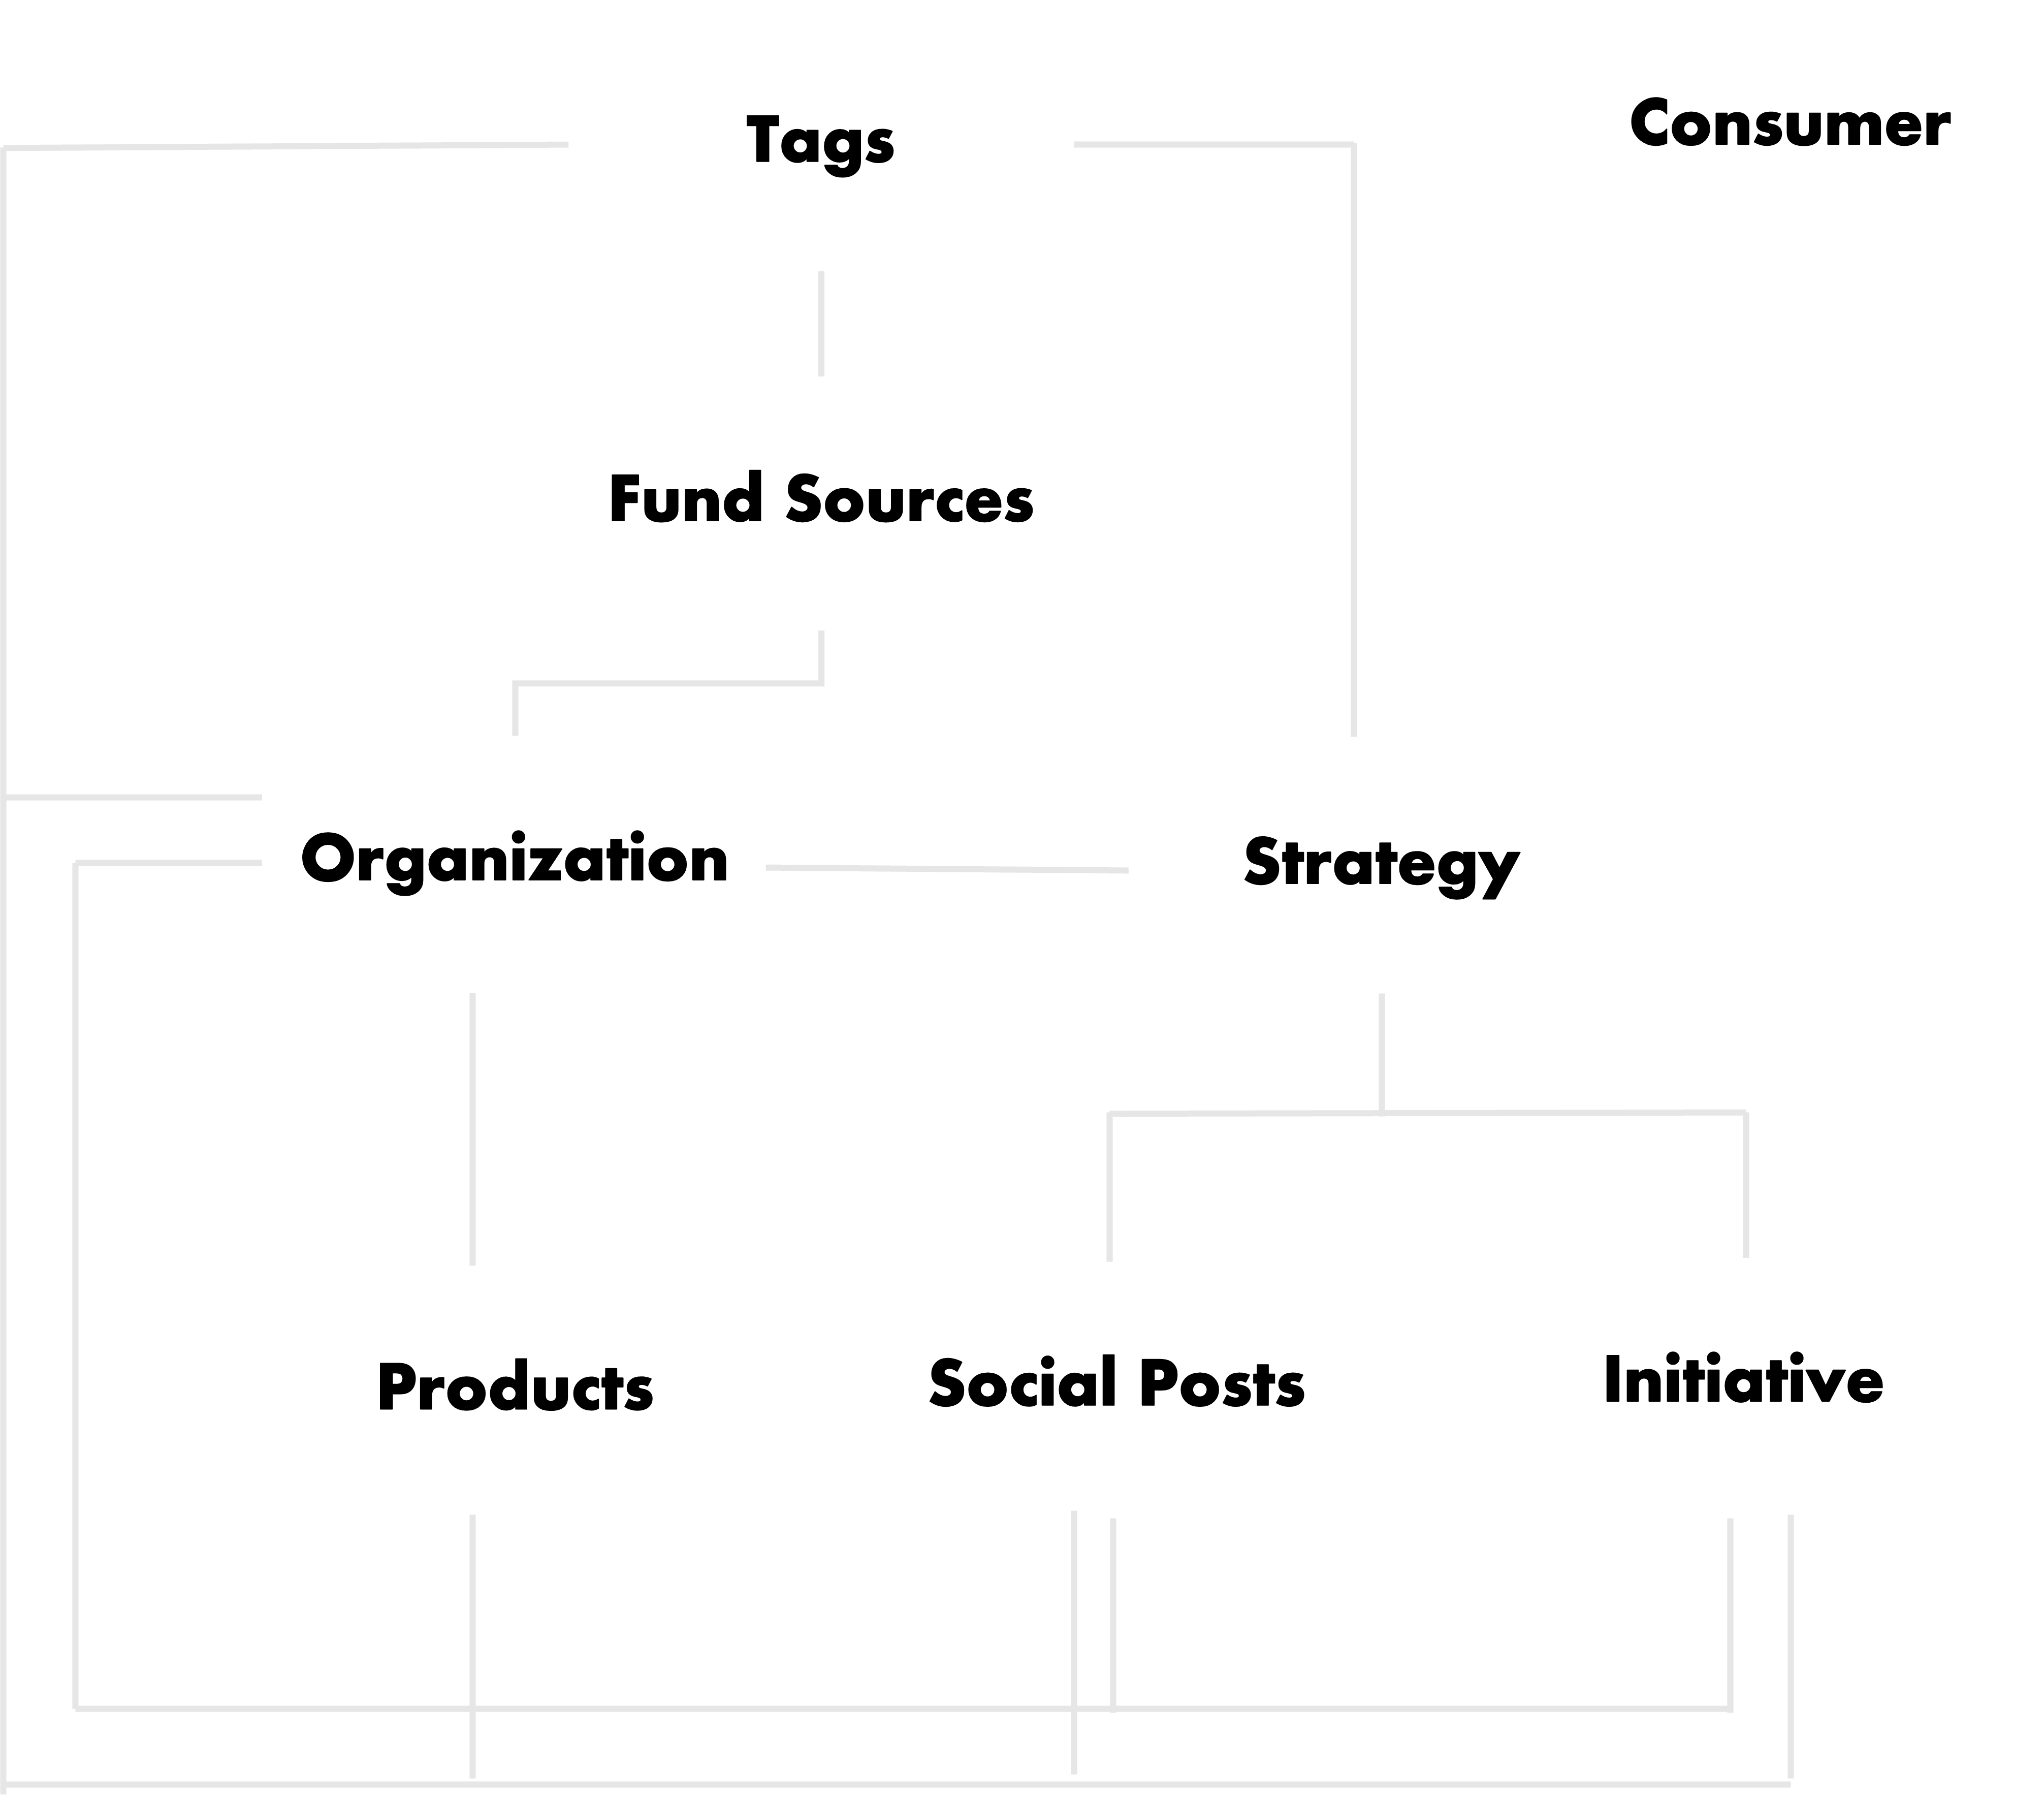 Tags
Consumer
Fund Sources
Organization
Strategy
Products
Social Posts
Initiative